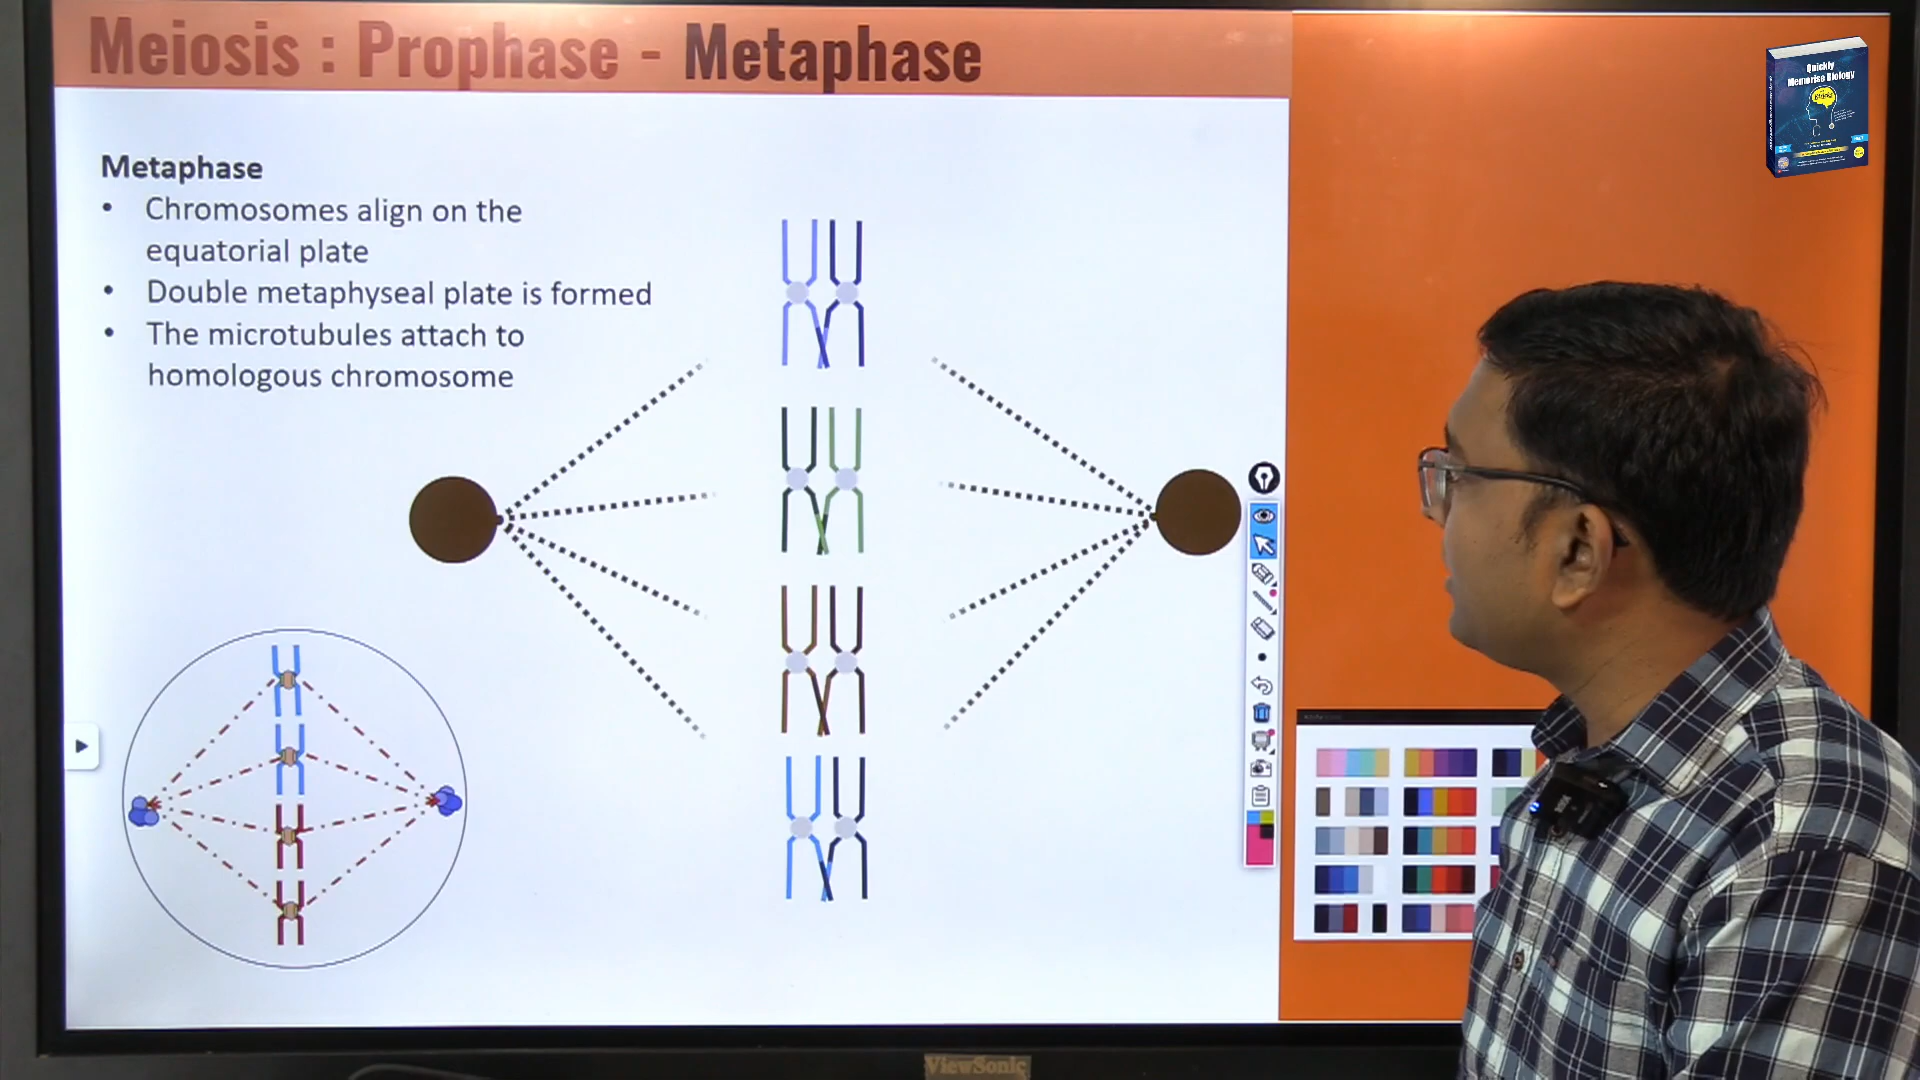 Meiosis : Prophase - Metaphase
Quickly
Memorise Biology
Metaphase
• Chromosomes align on the
equatorial plate
• Double metaphyseal plate is formed
• The microtubules attach to
homologous chromosome
ViewSonic